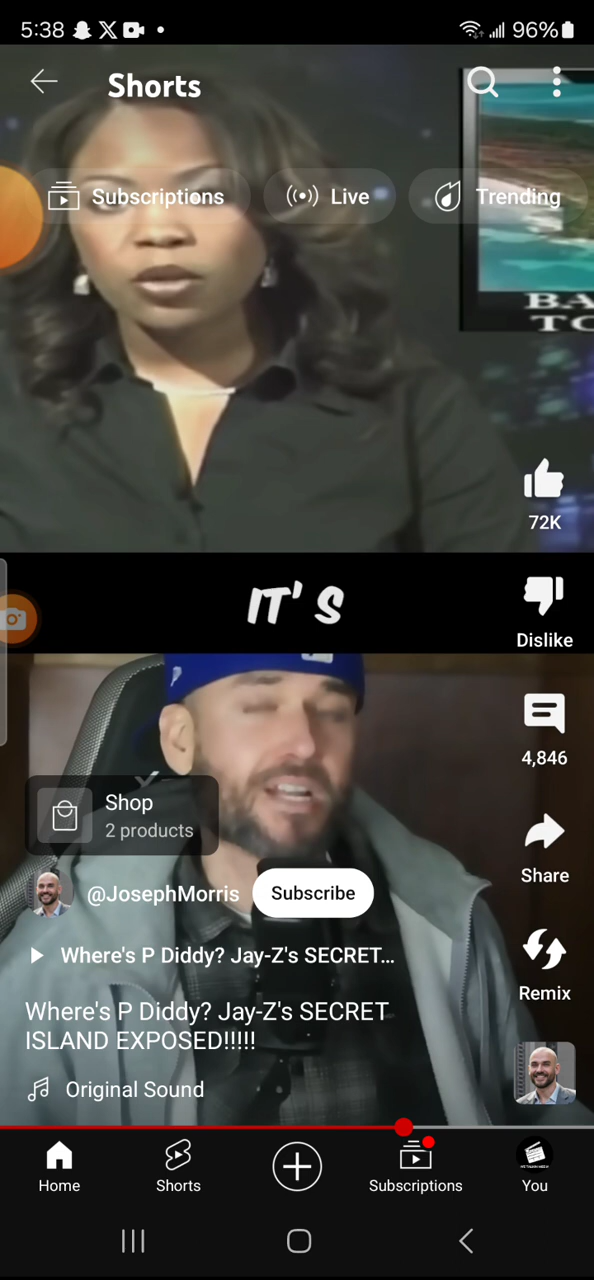 5:38
96%
Shorts
Subscriptions
Live
Trending
BA
TC
72K
IT'S
Dislike
4,846
Shop
2 products
Share
@JosephMorris
Subscribe
Where's P Diddy? Jay-Z's SECRET...
Remix
Where's P Diddy? Jay-Z's SECRET
ISLAND EXPOSED!!!!!
Original Sound
Home
Shorts
Subscriptions
You